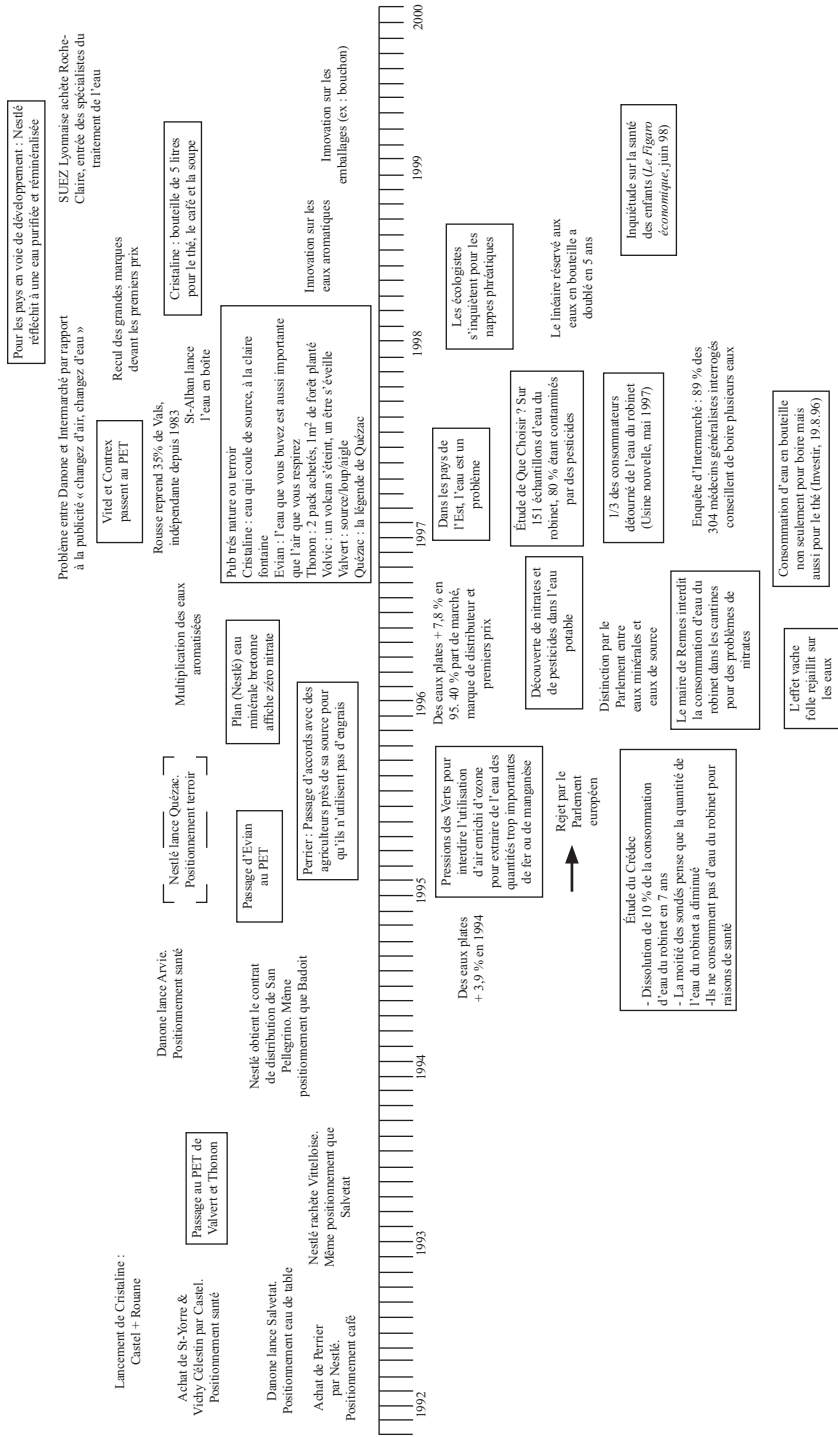 Lancement de Cristaline :
Castel + Rouane
Achat de St-Yorre &
Vichy Célestin par Castel.
Positionnement santé
Danone lance Salvetat.
Positionnement eau de table
Achat de Perrier
par Nestlé.
Positionnement café
Passage au PET de
Valvert et Thonon
Nestlé rachète Vittelloise.
Même positionnement que
Salvetat
Danone lance Arvie.
Positionnement santé
Nestlé obtient le contrat
de distribution de San
Pellegrino. Même
positionnement que Badoit
Nestlé lance Quézac.
Positionnement terroir
Passage d'Evian
au PET
Perrier : Passage d'accords avec des
agriculteurs près de sa source pour
qu'ils n'utilisent pas d'engrais
Multiplication des eaux
aromatisées
Plan (Nestlé) eau
minérale bretonne
affiche zéro nitrate
Problème entre Danone et Intermarché par rapport
à la publicité « changez d'air, changez d'eau »
Vitel et Contrex
passent au PET
Rousse reprend 35% de Vals,
indépendante depuis 1983
St-Alban lance
l'eau en boîte
Pub trés nature ou terroir
Cristaline : eau qui coule de source, à la claire
fontaine
Evian : l'eau que vous buvez est aussi importante
que l'air que vous respirez
Thonon : 2 pack achetés, 1m² de forêt planté
Volvic : un volcan s'éteint, un être s'éveille
Valvert : source/loup/aigle
Quézac : la légende de Quézac
Pour les pays en voie de développement : Nestlé
réfléchit à une eau purifiée et réminéralisée
SUEZ Lyonnaise achète Roche-
Claire, entrée des spécialistes du
traitement de l'eau
Recul des grandes marques
devant les premiers prix
Cristaline : bouteille de 5 litres
pour le thé, le café et la soupe
Innovation sur les
eaux aromatiques
Innovation sur les
emballages (ex : bouchon)
1992
1993
1994
1995
1996
1997
1998
1999
2000
Des eaux plates
+ 3,9 % en 1994
Pressions des Verts pour
interdire l'utilisation
d'air enrichi d'ozone
pour extraire de l'eau des
quantités trop importantes
de fer ou de manganèse
Rejet par le
Parlement
européen
Étude du Crédec
- Dissolution de 10 % de la consommation
d'eau du robinet en 7 ans
- La moitié des sondés pense que la quantité de
l'eau du robinet a diminué
-Ils ne consomment pas d'eau du robinet pour
raisons de santé
Des eaux plates + 7,8 % en
95. 40 % part de marché,
marque de distributeur et
premiers prix
Découverte de nitrates et
de pesticides dans l'eau
potable
Distinction par le
Parlement entre
eaux minérales et
eaux de source
Le maire de Rennes interdit
la consommation d'eau du
robinet dans les cantines
pour des problèmes de
nitrates
L'effet vache
folle rejaillit sur
les eaux
Dans les pays de
l'Est, l'eau est un
problème
Étude de Que Choisir ? Sur
151 échantillons d'eau du
robinet, 80 % étant contaminés
par des pesticides
1/3 des consommateurs
détourné de l'eau du robinet
(Usine nouvelle, mai 1997)
Enquête d'Intermarché : 89 % des
304 médecins généralistes interrogés
conseillent de boire plusieurs eaux
Consommation d'eau en bouteille
non seulement pour boire mais
aussi pour le thé (Investir, 19.8.96)
Les écologistes
s'inquiètent pour les
nappes phréatiques
Le linéaire réservé aux
eaux en bouteille a
doublé en 5 ans
Inquiétude sur la santé
des enfants (Le Figaro
économique, juin 98)